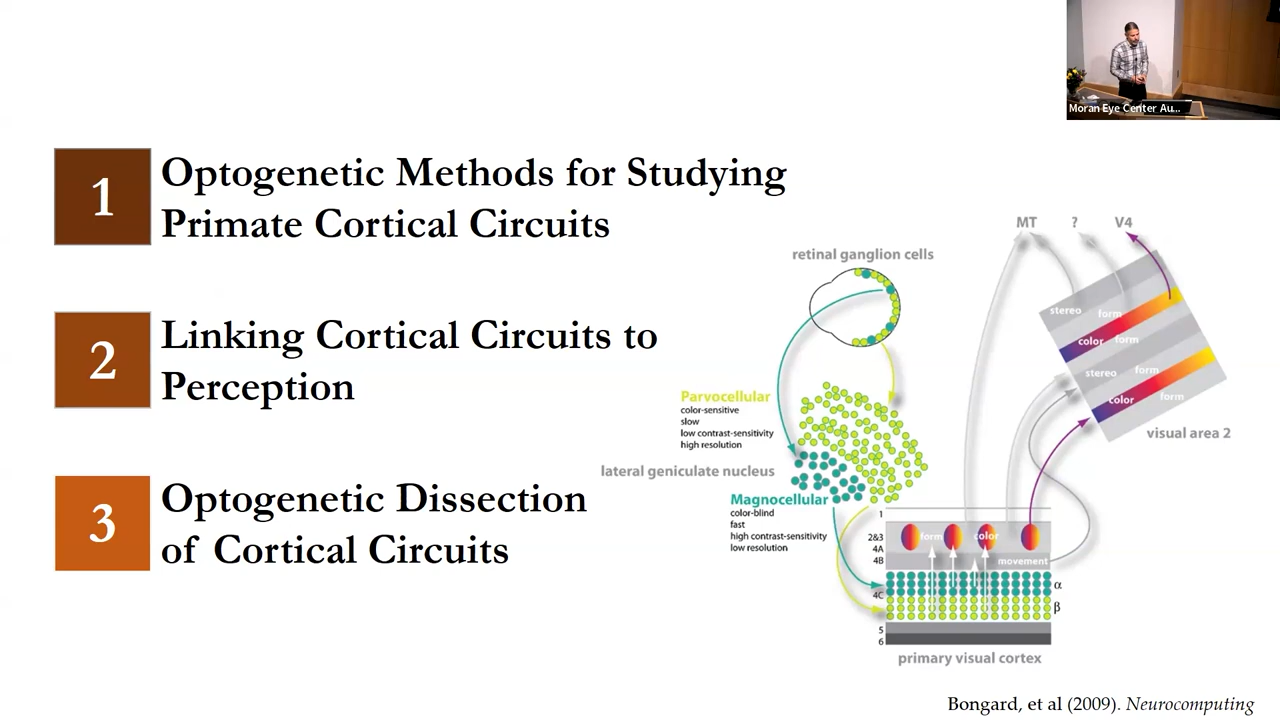 Moran Eye Center Au...
1
Optogenetic Methods for Studying
Primate Cortical Circuits
2
Linking Cortical Circuits to
Perception
3
Optogenetic Dissection
of Cortical Circuits
MT ? V4
retinal ganglion cells
stereo form
color form
stereo form
color form
visual area 2
Parvocellular
color-sensitive
slow
low contrast-sensitivity
high resolution
lateral geniculate nucleus
Magnocellular
color-blind
fast
high contrast-sensitivity
low resolution
1
2&3 form color
4A
4B movement
α
4C
β
5
6
primary visual cortex
Bongard, et al (2009). Neurocomputing